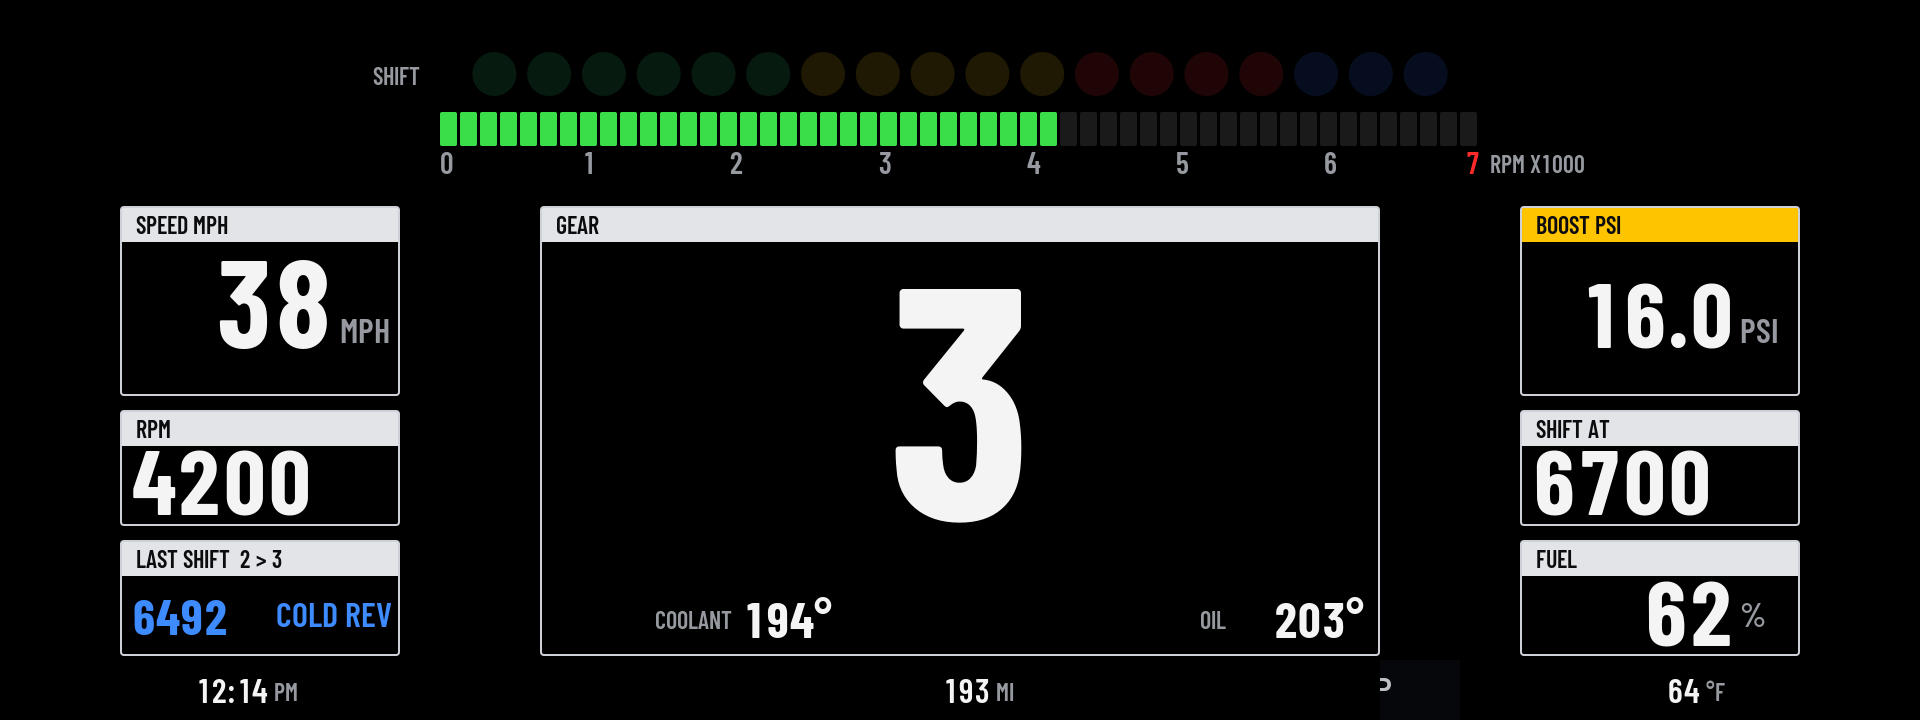 SHIFT
0 1 2 3 4 5 6 7 RPM X1000
SPEED MPH
38 MPH
RPM
4200
LAST SHIFT 2 > 3
6492 COLD REV
GEAR
3
COOLANT 194° OIL 203°
BOOST PSI
16.0 PSI
SHIFT AT
6700
FUEL
62 %
12:14 PM 193 MI 64 °F